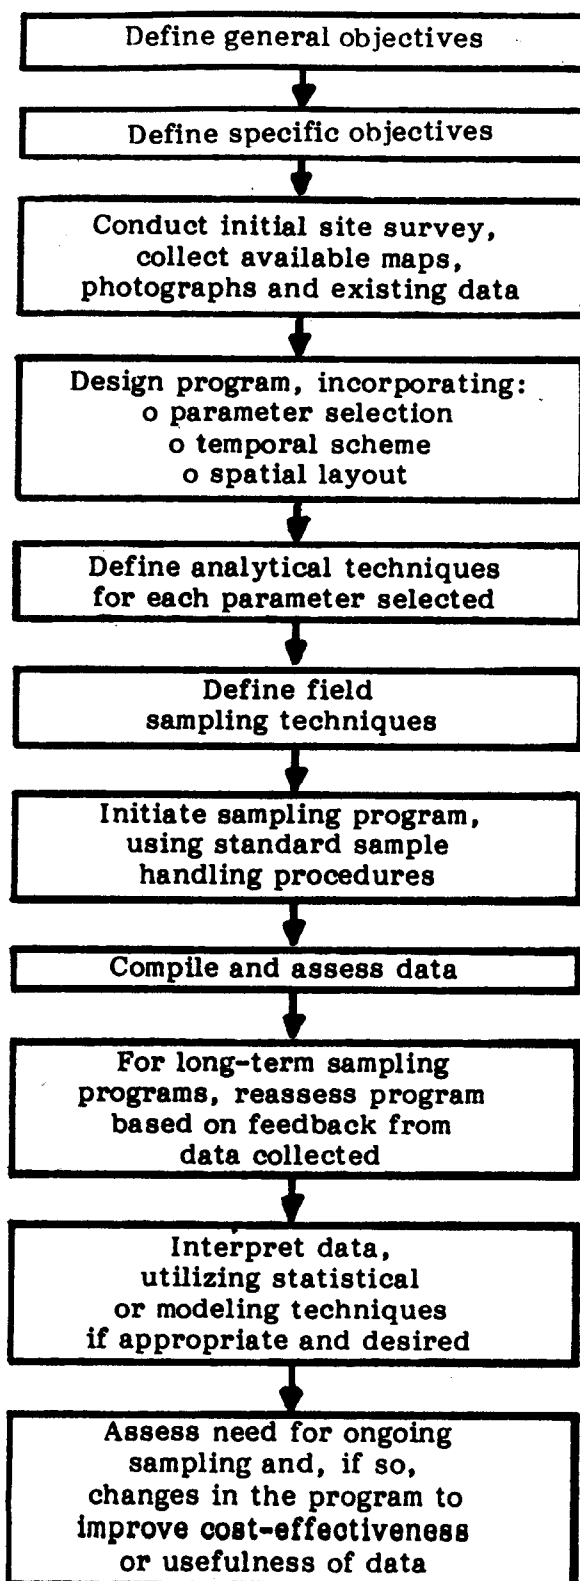 Define general objectives
Define specific objectives
Conduct initial site survey,
collect available maps,
photographs and existing data
Design program, incorporating:
o parameter selection
o temporal scheme
o spatial layout
Define analytical techniques
for each parameter selected
Define field
sampling techniques
Initiate sampling program,
using standard sample
handling procedures
Compile and assess data
For long-term sampling
programs, reassess program
based on feedback from
data collected
Interpret data,
utilizing statistical
or modeling techniques
if appropriate and desired
Assess need for ongoing
sampling and, if so,
changes in the program to
improve cost-effectiveness
or usefulness of data